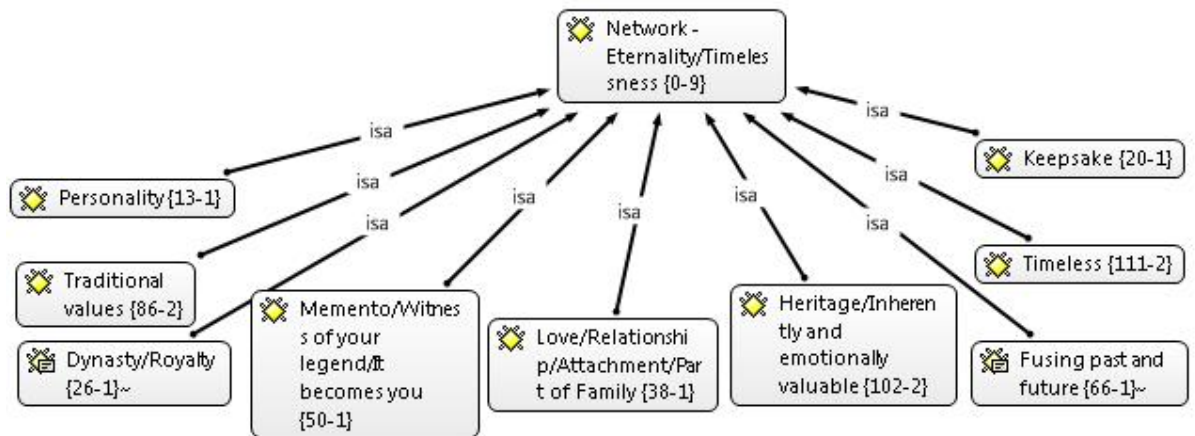 Network -
Eternality/Timeles
sness {0-9}
isa
isa
Keepsake {20-1}
Personality {13-1}
isa
isa
isa
isa
isa
isa
isa
Traditional
values {86-2}
Timeless {111-2}
Memento/Witnes
s of your
legend/It
becomes you
{50-1}
Heritage/Inheren
tly and
emotionally
valuable {102-2}
Love/Relationshi
p/Attachment/Par
t of Family {38-1}
Dynasty/Royalty
{26-1}~
Fusing past and
future {66-1}~